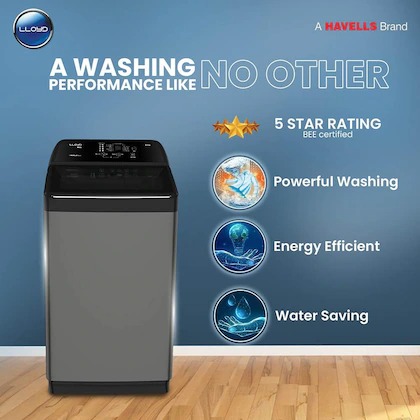 LLOYD
A HAVELLS Brand
A WASHING
PERFORMANCE LIKE
NO OTHER
5 STAR RATING
BEE certified
Powerful Washing
Energy Efficient
Water Saving
LLOYD